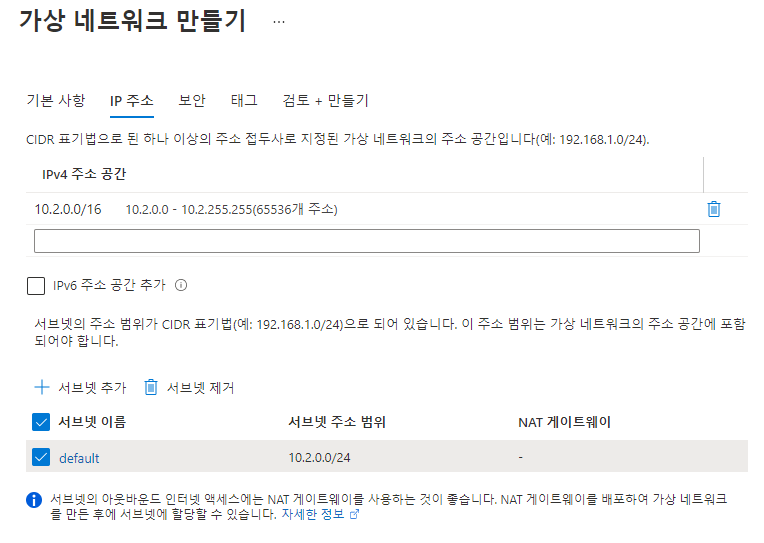 가상 네트워크 만들기 ...
기본 사항 IP 주소 보안 태그 검토 + 만들기
CIDR 표기법으로 된 하나 이상의 주소 접두사로 지정된 가상 네트워크의 주소 공간입니다(예: 192.168.1.0/24).
IPv4 주소 공간
10.2.0.0/16 10.2.0.0 - 10.2.255.255(65536개 주소)
IPv6 주소 공간 추가
서브넷의 주소 범위가 CIDR 표기법(예: 192.168.1.0/24)으로 되어 있습니다. 이 주소 범위는 가상 네트워크의 주소 공간에 포함
되어야 합니다.
서브넷 추가 서브넷 제거
서브넷 이름 서브넷 주소 범위 NAT 게이트웨이
default 10.2.0.0/24 -
서브넷의 아웃바운드 인터넷 액세스에는 NAT 게이트웨이를 사용하는 것이 좋습니다. NAT 게이트웨이를 배포하여 가상 네트워크
를 만든 후에 서브넷에 할당할 수 있습니다. 자세한 정보